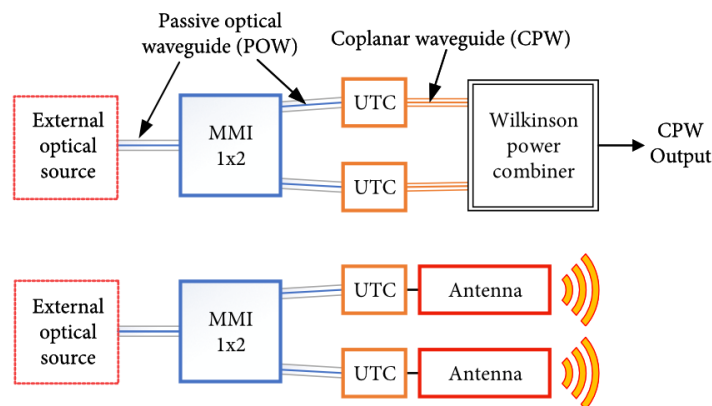 Passive optical
waveguide (POW)
Coplanar waveguide (CPW)
External
optical
source
MMI
1x2
UTC
UTC
Wilkinson
power
combiner
CPW
Output
External
optical
source
MMI
1x2
UTC
Antenna
UTC
Antenna